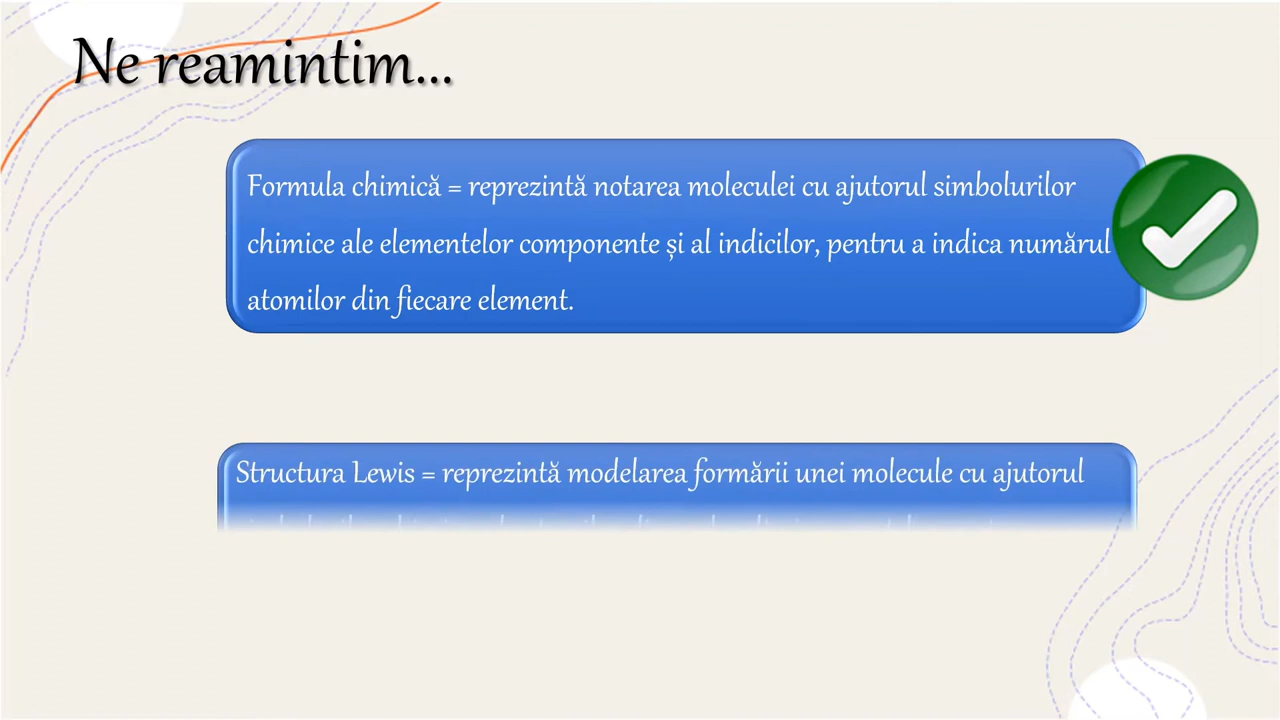 Ne reamintim...
Formula chimică = reprezintă notarea moleculei cu ajutorul simbolurilor
chimice ale elementelor componente și al indicilor, pentru a indica numărul
atomilor din fiecare element.
Structura Lewis = reprezintă modelarea formării unei molecule cu ajutorul